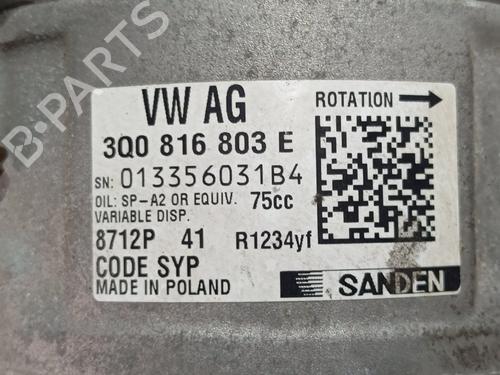 VW AG
ROTATION
3Q0 816 803 E
SN: 013356031B4
OIL: SP-A2 OR EQUIV. 75cc
VARIABLE DISP.
8712P 41 R1234yf
CODE SYP
MADE IN POLAND
SANDEN
B-PARTS